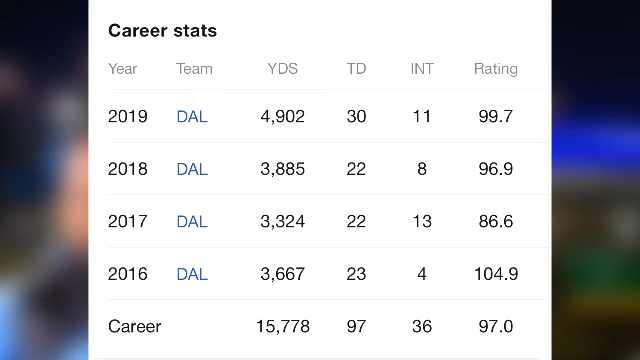 Career stats
Year Team YDS TD INT Rating
2019 DAL 4,902 30 11 99.7
2018 DAL 3,885 22 8 96.9
2017 DAL 3,324 22 13 86.6
2016 DAL 3,667 23 4 104.9
Career 15,778 97 36 97.0